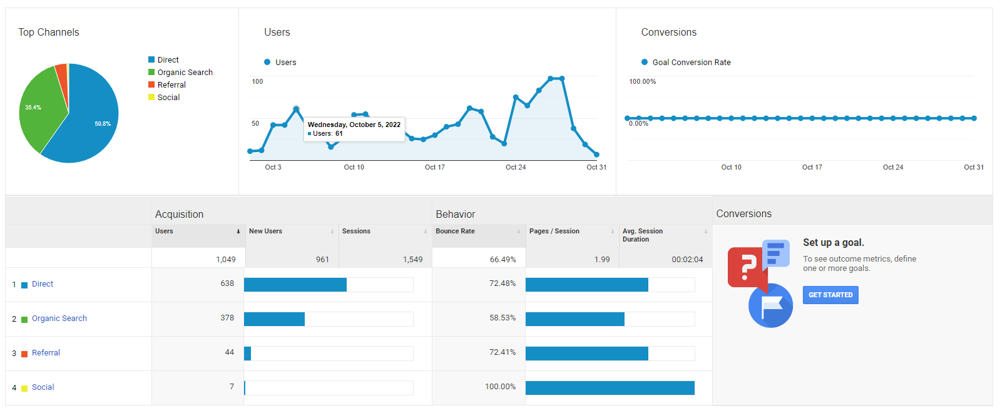 Top Channels
Direct
Organic Search
Referral
Social
35.4%
59.8%
Users
Users
100
50
Wednesday, October 5, 2022
Users: 61
Oct 3
Oct 10
Oct 17
Oct 24
Oct 31
Conversions
Goal Conversion Rate
100.00%
0.00%
Oct 10
Oct 17
Oct 24
Oct 31
Acquisition
Behavior
Conversions
Users
New Users
Sessions
Bounce Rate
Pages / Session
Avg. Session
Duration
1,049
961
1,549
66.49%
1.99
00:02:04
1 Direct
638
72.48%
2 Organic Search
378
58.53%
3 Referral
44
72.41%
4 Social
7
100.00%
?
Set up a goal.
To see outcome metrics, define
one or more goals.
GET STARTED